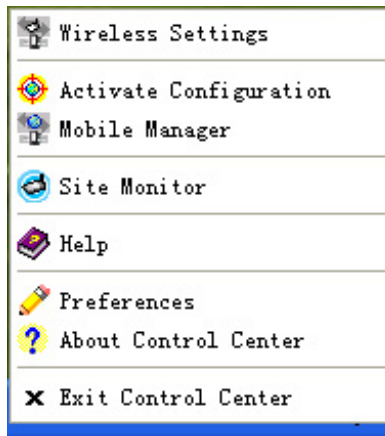 Wireless Settings
Activate Configuration
Mobile Manager
Site Monitor
Help
Preferences
About Control Center
Exit Control Center